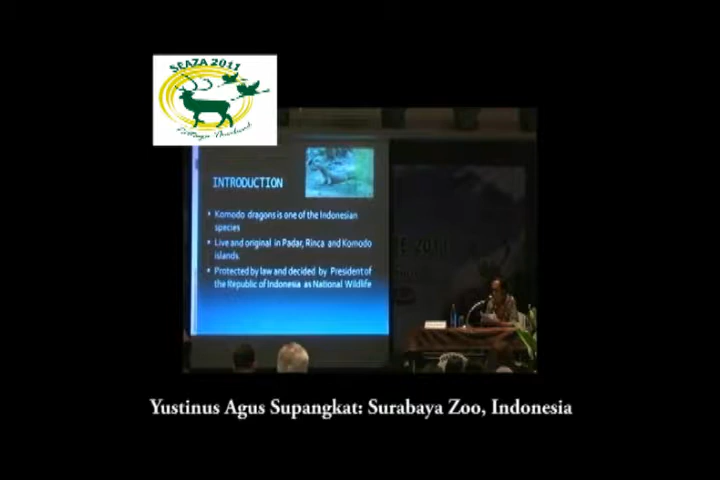 SEAZA 2011
INTRODUCTION
• Komodo dragons is one of the Indonesian
species
• Live and original in Padar, Rinca and Komodo
islands.
• Protected by law and decided by President of
the Republic of Indonesia as National Wildlife
Yustinus Agus Supangkat: Surabaya Zoo, Indonesia